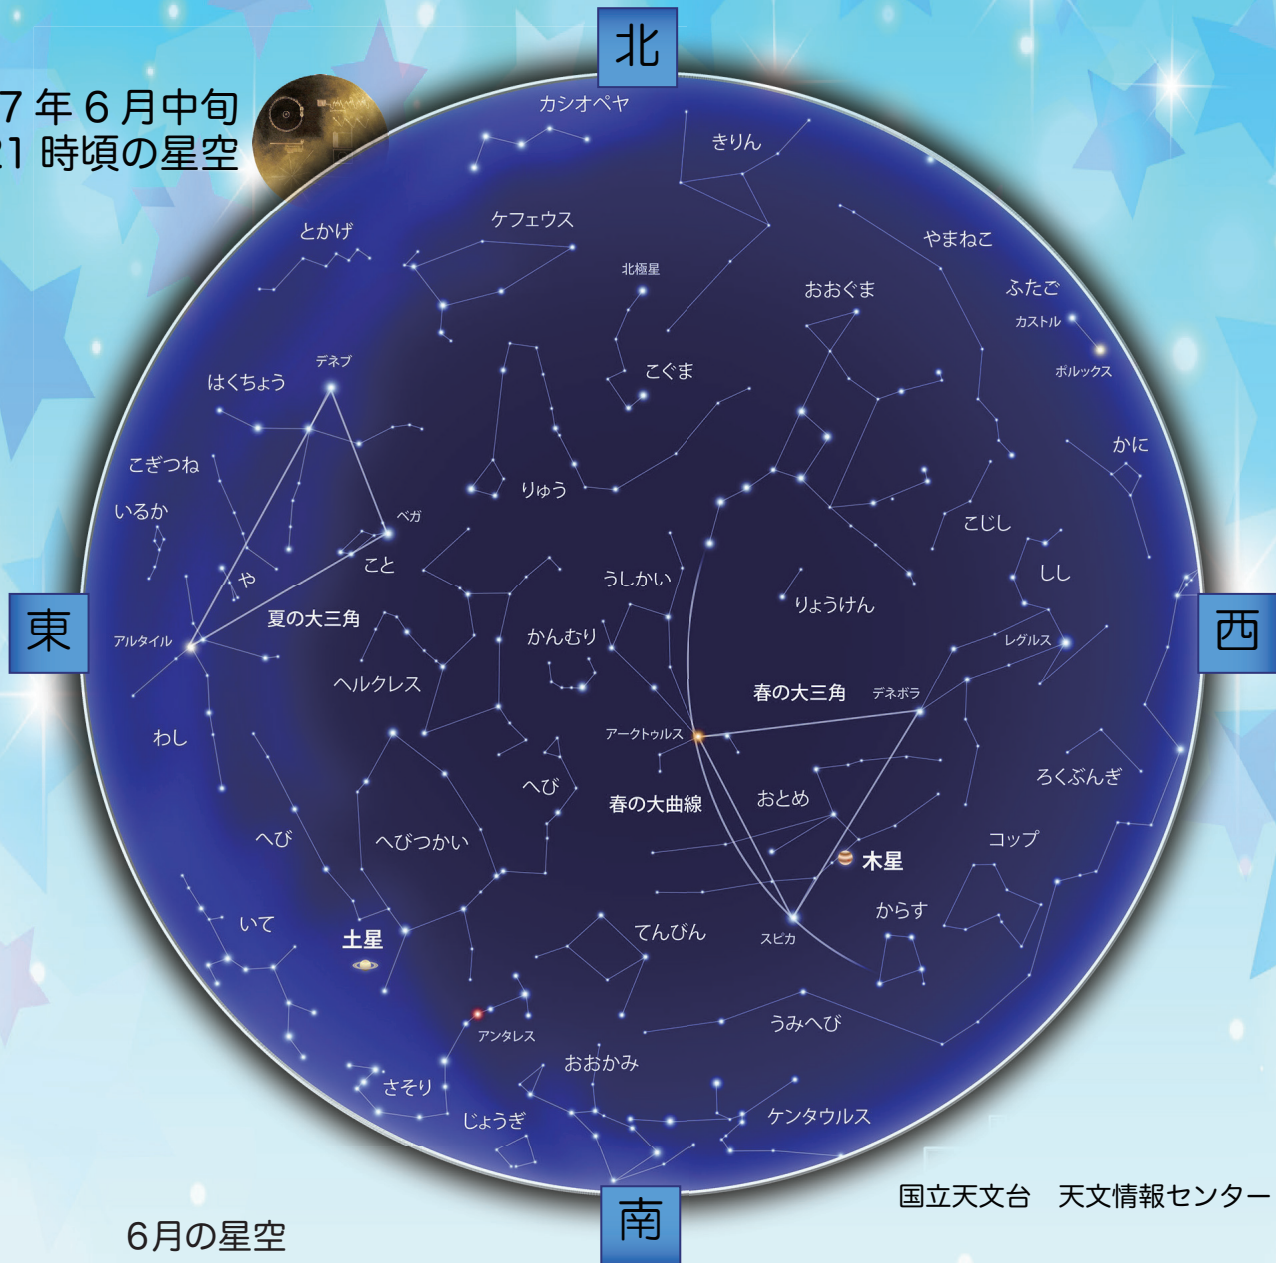 北
7年6月中旬
21時頃の星空
カシオペヤ
きりん
ケフェウス
とかげ
やまねこ
北極星
おおぐま
ふたご
カストル
ポルックス
デネブ
はくちょう
こぐま
かに
こぎつね
りゅう
いるか
ベガ
こじし
こと
うしかい
しし
や
りょうけん
夏の大三角
東
西
アルタイル
かんむり
レグルス
ヘルクレス
春の大三角
デネボラ
わし
アークトゥルス
ろくぶんぎ
へび
おとめ
春の大曲線
へび
へびつかい
コップ
木星
からす
いて
てんびん
スピカ
土星
うみへび
アンタレス
おおかみ
さそり
じょうぎ
ケンタウルス
国立天文台 天文情報センター
南
6月の星空